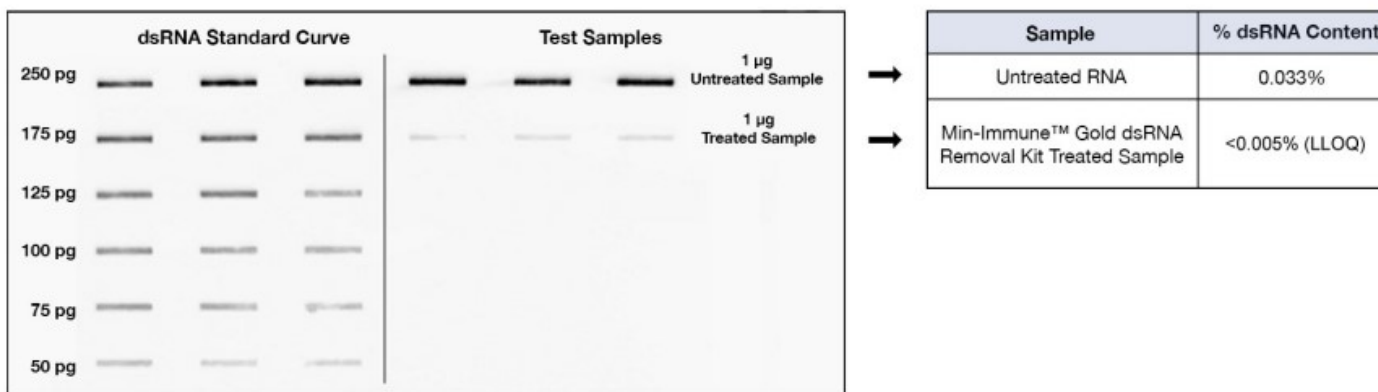 dsRNA Standard Curve
Test Samples
250 pg
175 pg
125 pg
100 pg
75 pg
50 pg
1 µg
Untreated Sample
1 µg
Treated Sample
Sample
% dsRNA Content
Untreated RNA
0.033%
Min-Immune™ Gold dsRNA
Removal Kit Treated Sample
<0.005% (LLOQ)